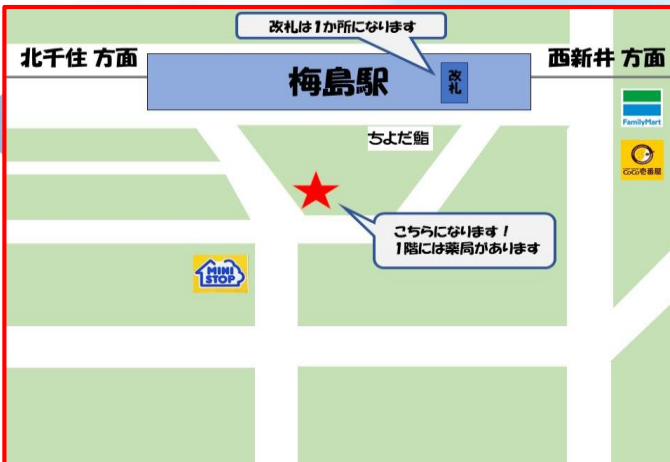 改札は1か所になります
北千住 方面
西新井 方面
梅島駅
改札
FamilyMart
ちよだ鮨
CoCo壱番屋
こちらになります！
1階には薬局があります
MINI
STOP